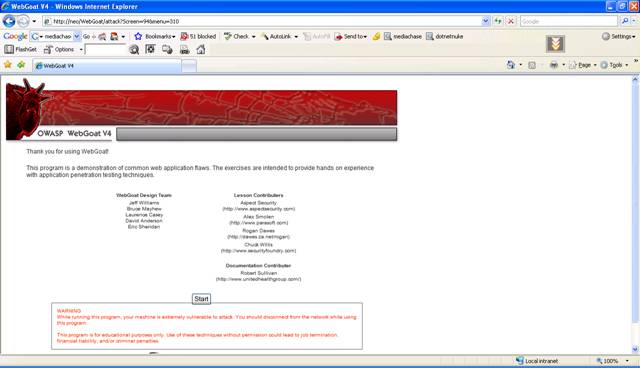 WebGoat V4 - Windows Internet Explorer
http://neo/WebGoat/attack?Screen=94&menu=310
Google
Google mediachase Go Bookmarks 51 blocked Check AutoLink AutoFill Send to mediachase dotnetnuke Settings
FlashGet Options
WebGoat V4 Page Tools
OWASP WebGoat V4
Thank you for using WebGoat!
This program is a demonstration of common web application flaws. The exercises are intended to provide hands on experience
with application penetration testing techniques.
WebGoat Design Team
Jeff Williams
Bruce Mayhew
Laurence Casey
David Anderson
Eric Sheridan
Lesson Contributers
Aspect Security
(http://www.aspectsecurity.com)
Alex Smolen
(http://www.parasoft.com)
Rogan Dawes
(http://dawes.za.net/rogan)
Chuck Willis
(http://www.securityfoundry.com)
Documentation Contributor
Robert Sullivan
(http://www.unitedhealthgroup.com/)
Start
WARNING
While running this program, your machine is extremely vulnerable to attack. You should disconnect from the network while using
this program.
This program is for educational purposes only. Use of these techniques without permission could lead to job termination,
financial liability, and/or criminal penalties.
Local intranet 100%